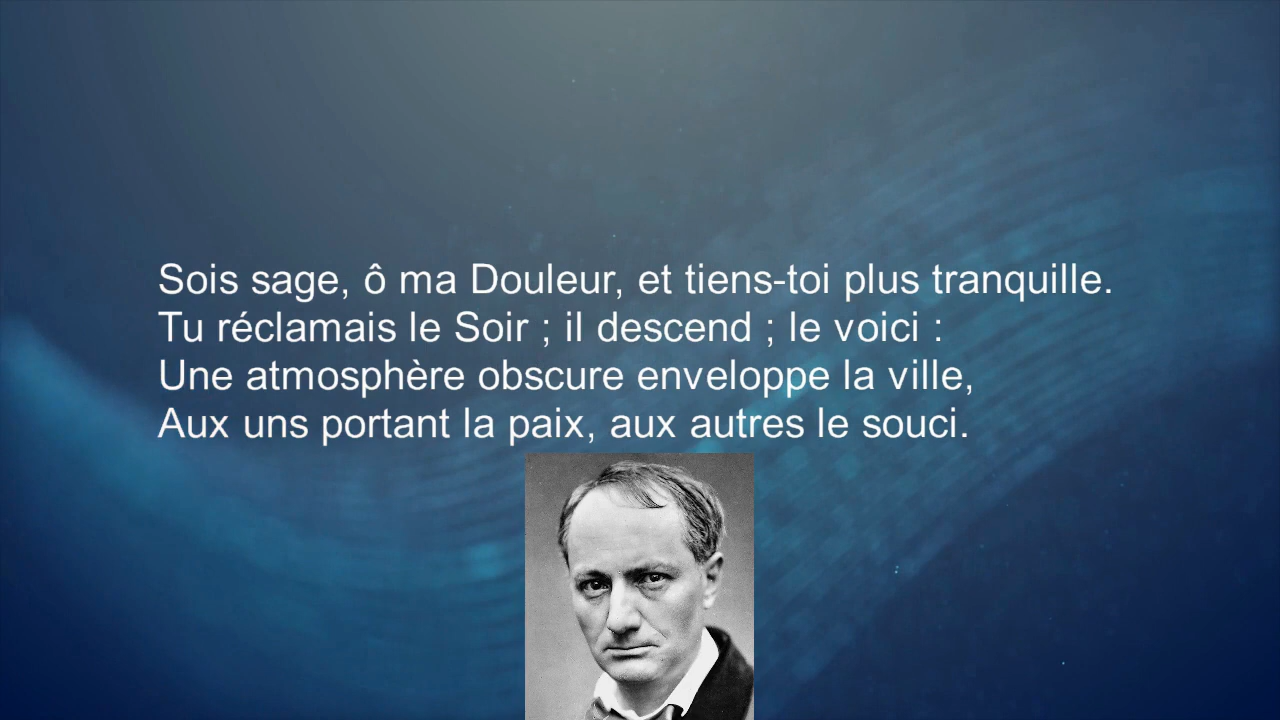 Sois sage, ô ma Douleur, et tiens-toi plus tranquille.
Tu réclamais le Soir ; il descend ; le voici :
Une atmosphère obscure enveloppe la ville,
Aux uns portant la paix, aux autres le souci.